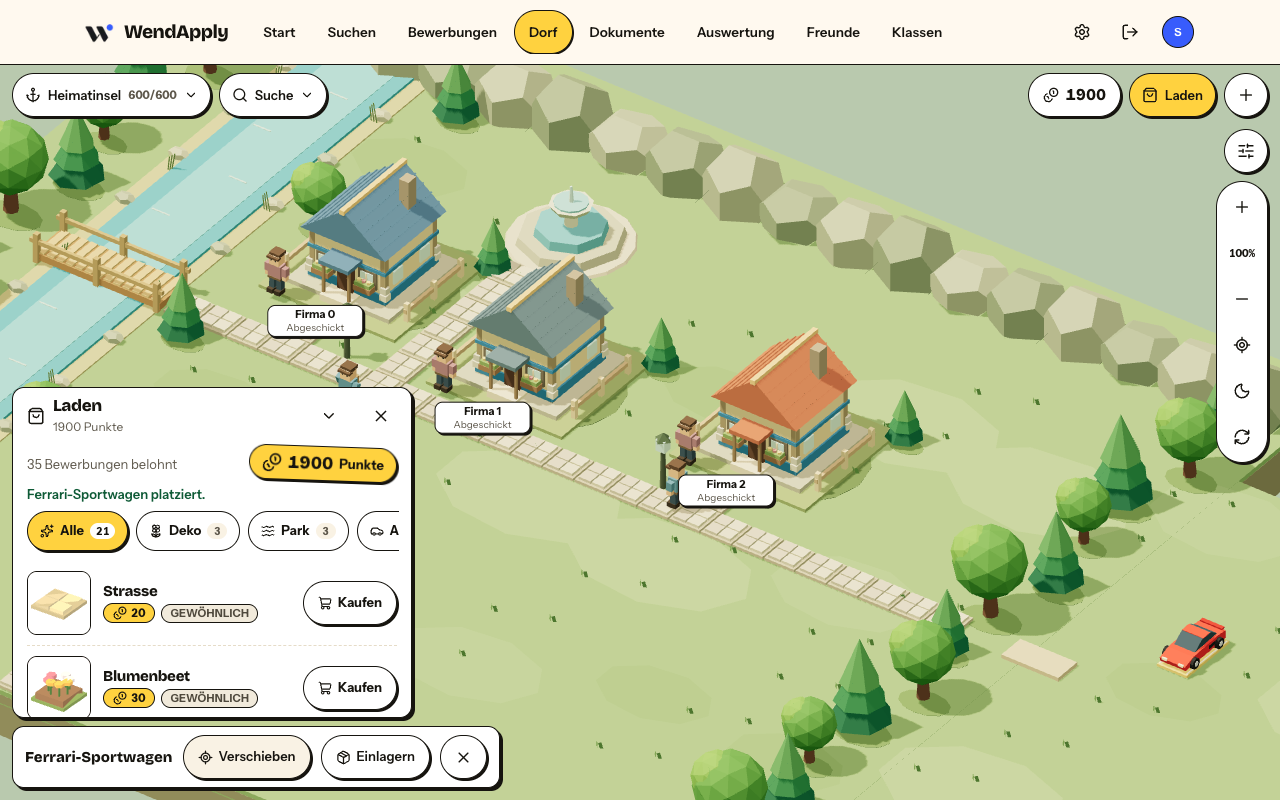 WendApply
Start
Suchen
Bewerbungen
Dorf
Dokumente
Auswertung
Freunde
Klassen
S
Heimatinsel 600/600
Suche
1900
Laden
100%
Firma 0
Abgeschickt
Firma 1
Abgeschickt
Firma 2
Abgeschickt
Laden
1900 Punkte
35 Bewerbungen belohnt
1900 Punkte
Ferrari-Sportwagen platziert.
Alle 21
Deko 3
Park 3
A
Strasse
20 GEWÖHNLICH
Kaufen
Blumenbeet
30 GEWÖHNLICH
Kaufen
Ferrari-Sportwagen
Verschieben
Einlagern